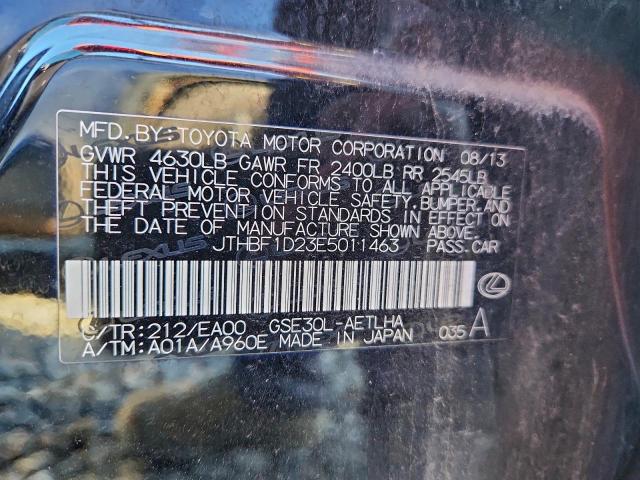 MFD. BY: TOYOTA MOTOR CORPORATION 08/13
GVWR 4630LB GAWR FR 2400LB RR 2545LB
THIS VEHICLE CONFORMS TO ALL APPLICABLE
FEDERAL MOTOR VEHICLE SAFETY, BUMPER, AND
THEFT PREVENTION STANDARDS IN EFFECT ON
THE DATE OF MANUFACTURE SHOWN ABOVE.
JTHBF1D23E5011463 PASS.CAR
C/TR:212/EA00 GSE30L-AETLHA
A/TM:A01A/A960E MADE IN JAPAN 035 A